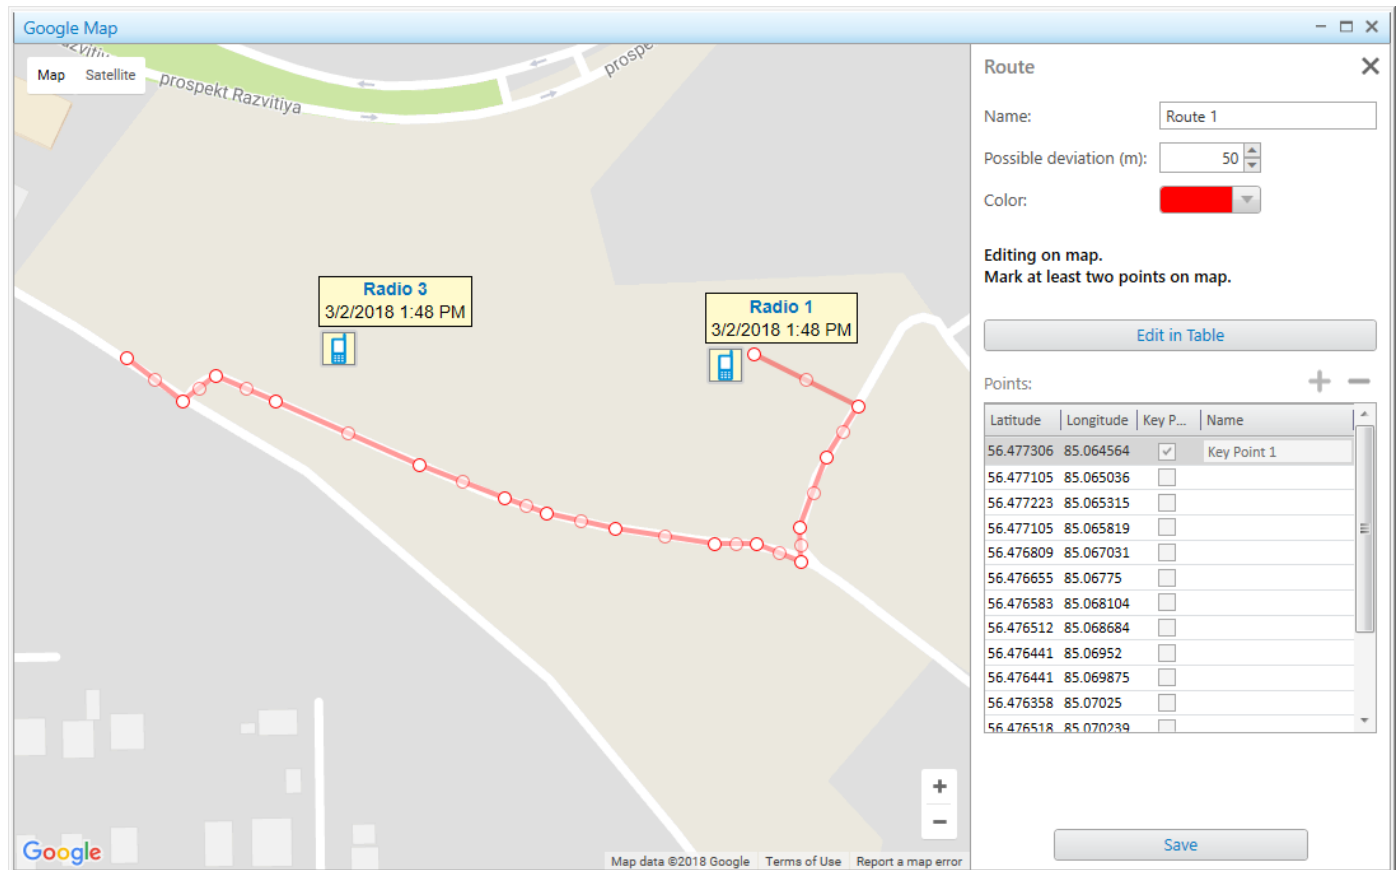 Google Map
Map Satellite
prospekt Razvitiya
Radio 3
3/2/2018 1:48 PM
Radio 1
3/2/2018 1:48 PM
Google
Map data ©2018 Google Terms of Use Report a map error
Route
Name: Route 1
Possible deviation (m): 50
Color:
Editing on map.
Mark at least two points on map.
Edit in Table
Points:
Latitude Longitude Key P... Name
56.477306 85.064564 Key Point 1
56.477105 85.065036
56.477223 85.065315
56.477105 85.065819
56.476809 85.067031
56.476655 85.06775
56.476583 85.068104
56.476512 85.068684
56.476441 85.06952
56.476441 85.069875
56.476358 85.07025
56.476518 85.070239
Save